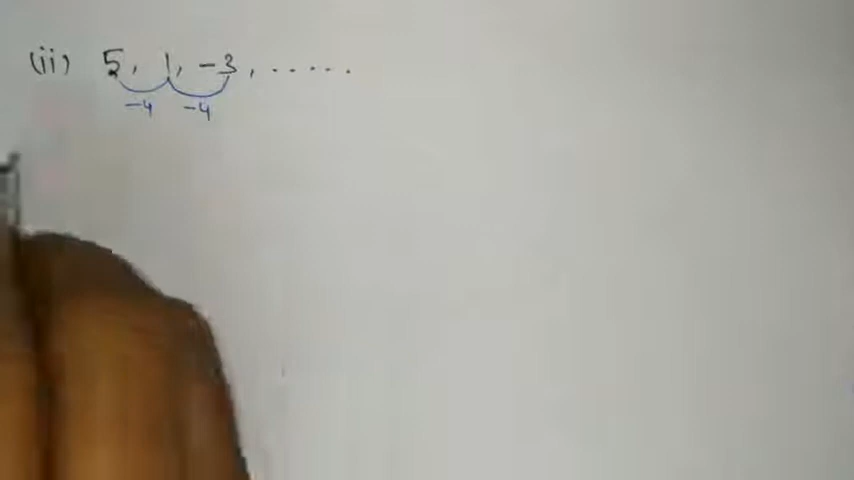 (ii) 5, 1, -3, ......
-4 -4